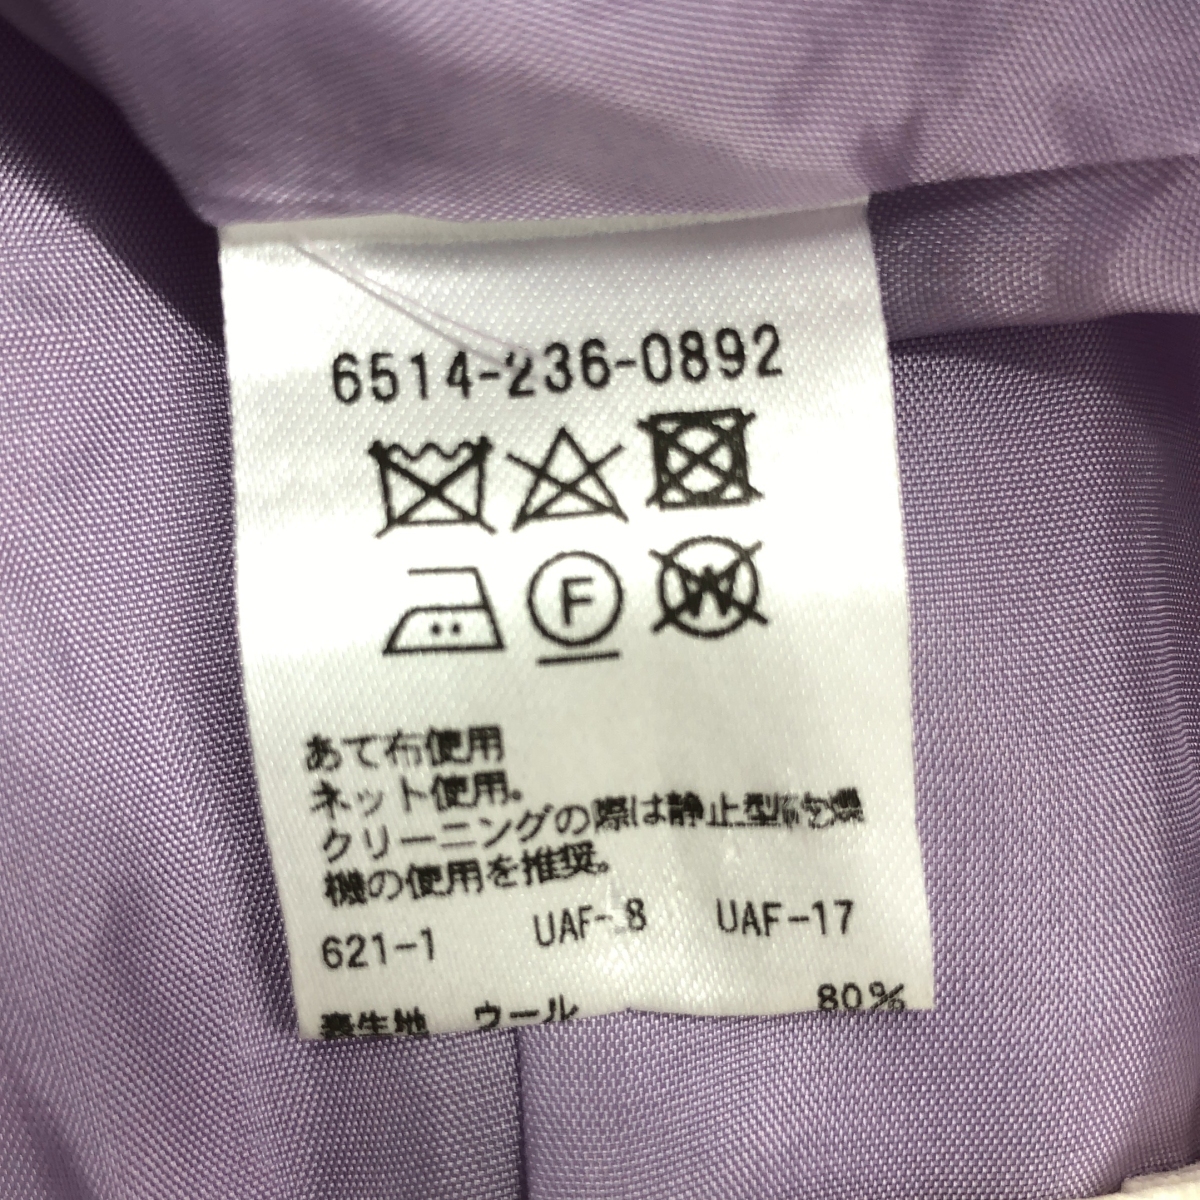 6514-236-0892
F
W
あて布使用
ネット使用。
クリーニングの際は静止型乾燥
機の使用を推奨。
621-1 UAF-18 UAF-17
表生地 ウール 80%